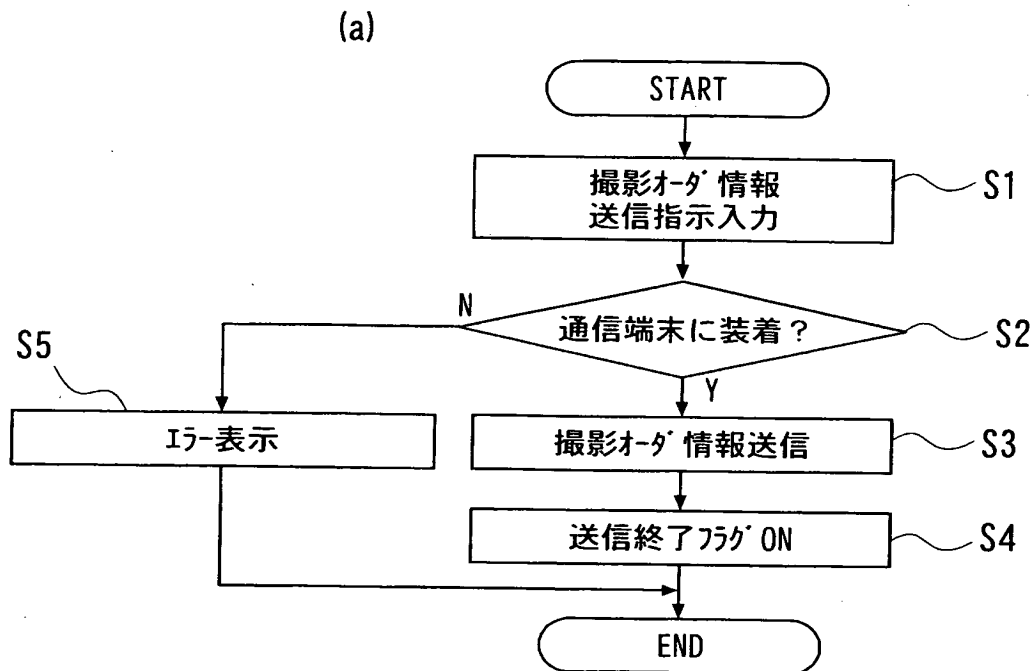 (a)
START
撮影ｵｰﾀﾞ情報
送信指示入力
S1
N
通信端末に装着？
S2
S5
Y
ｴﾗｰ表示
撮影ｵｰﾀﾞ情報送信
S3
送信終了ﾌﾗｸﾞON
S4
END